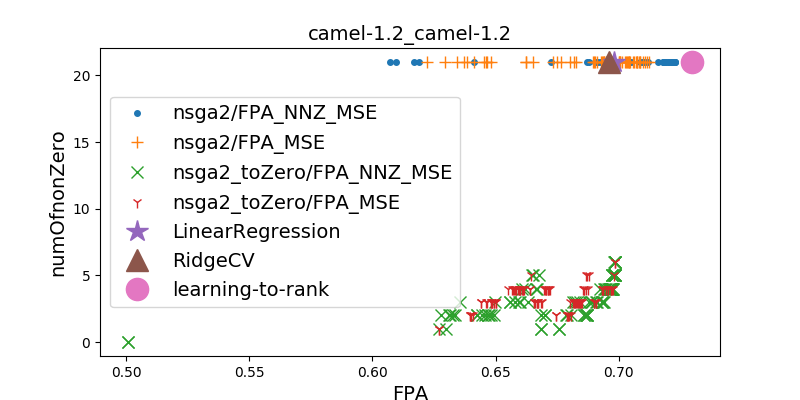 camel-1.2_camel-1.2
numOfnonZero
20
15
10
5
0
nsga2/FPA_NNZ_MSE
nsga2/FPA_MSE
nsga2_toZero/FPA_NNZ_MSE
nsga2_toZero/FPA_MSE
LinearRegression
RidgeCV
learning-to-rank
0.50 0.55 0.60 0.65 0.70
FPA